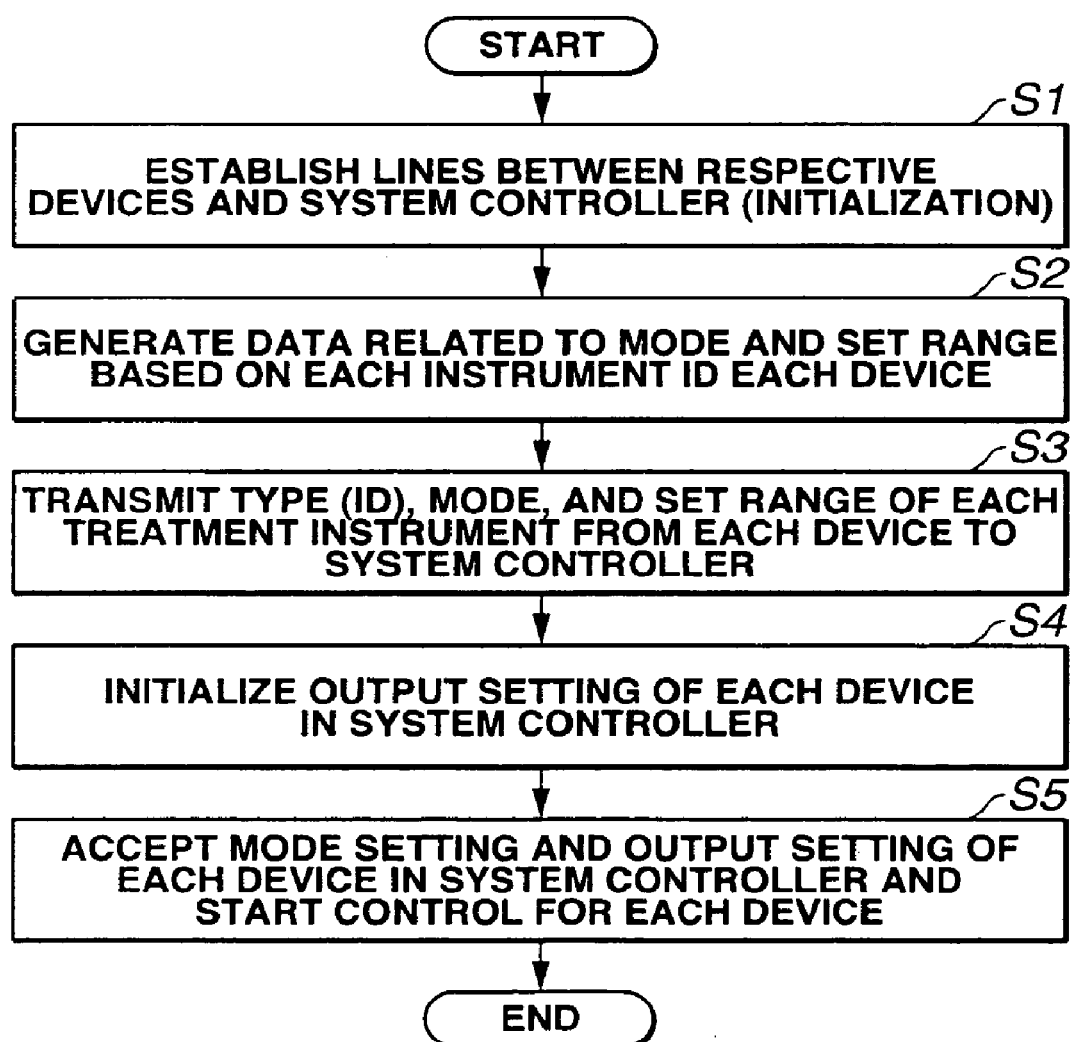 START
S1
ESTABLISH LINES BETWEEN RESPECTIVE
DEVICES AND SYSTEM CONTROLLER (INITIALIZATION)
S2
GENERATE DATA RELATED TO MODE AND SET RANGE
BASED ON EACH INSTRUMENT ID EACH DEVICE
S3
TRANSMIT TYPE (ID), MODE, AND SET RANGE OF EACH
TREATMENT INSTRUMENT FROM EACH DEVICE TO
SYSTEM CONTROLLER
S4
INITIALIZE OUTPUT SETTING OF EACH DEVICE
IN SYSTEM CONTROLLER
S5
ACCEPT MODE SETTING AND OUTPUT SETTING OF
EACH DEVICE IN SYSTEM CONTROLLER AND
START CONTROL FOR EACH DEVICE
END